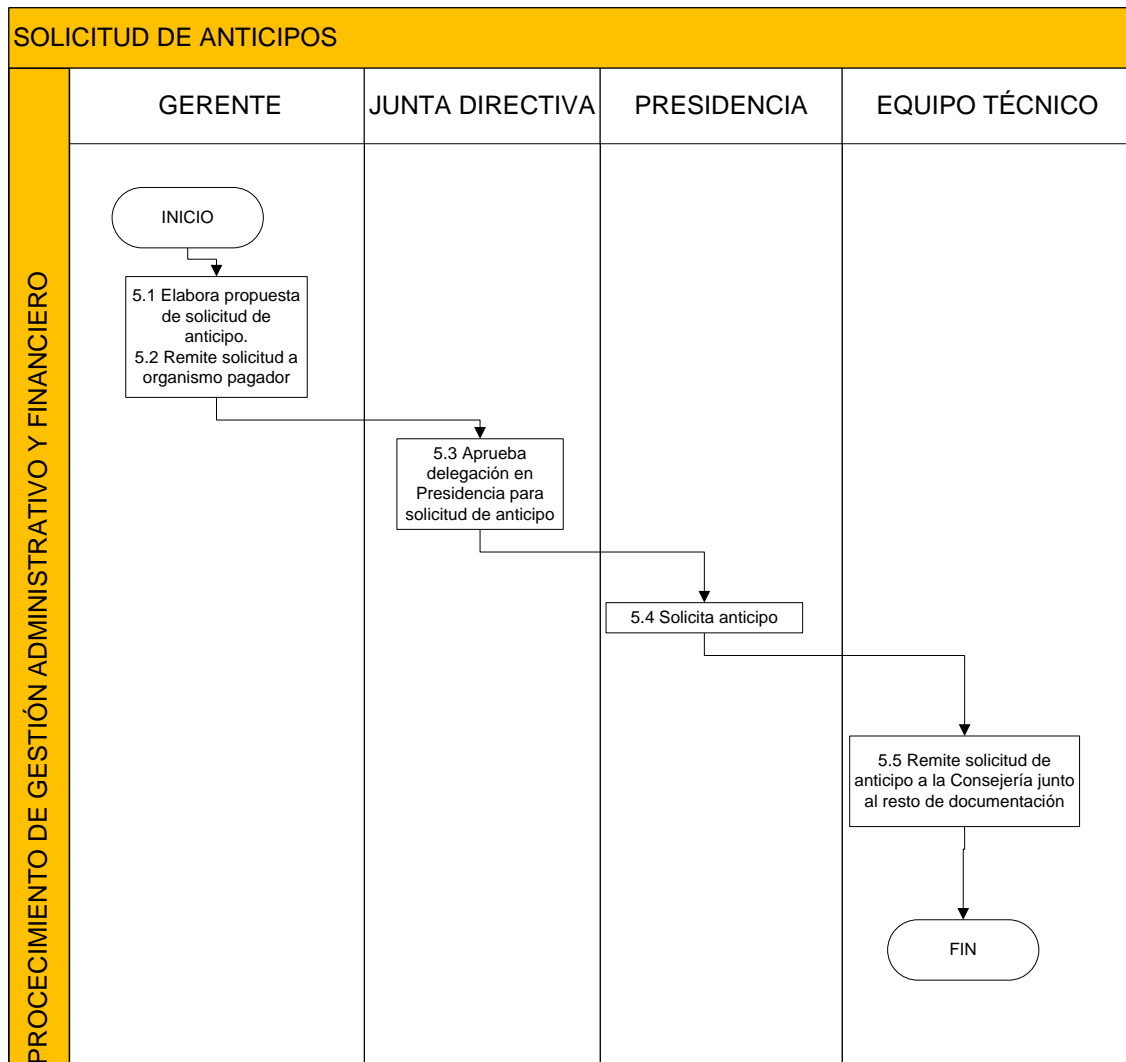 SOLICITUD DE ANTICIPOS
PROCECIMIENTO DE GESTIÓN ADMINISTRATIVO Y FINANCIERO
GERENTE
JUNTA DIRECTIVA
PRESIDENCIA
EQUIPO TÉCNICO
INICIO
5.1 Elabora propuesta
de solicitud de
anticipo.
5.2 Remite solicitud a
organismo pagador
5.3 Aprueba
delegación en
Presidencia para
solicitud de anticipo
5.4 Solicita anticipo
5.5 Remite solicitud de
anticipo a la Consejería junto
al resto de documentación
FIN